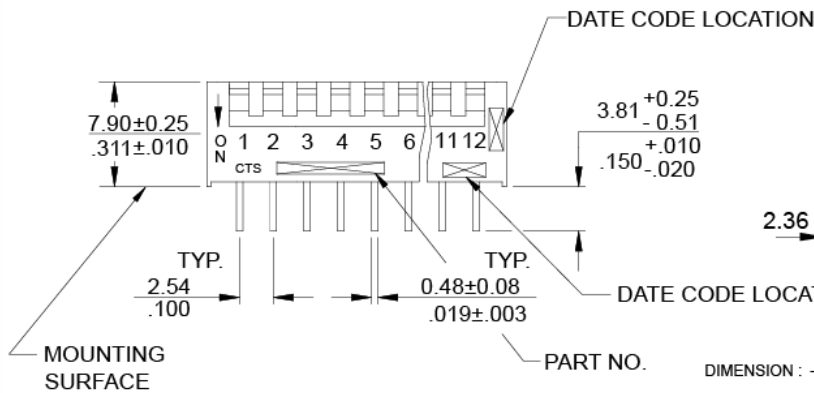 DATE CODE LOCATION
7.90±0.25
.311±.010
3.81 +0.25
- 0.51
.150 +.010
-.020
ON
1 2 3 4 5 6 11 12
CTS
2.36
TYP.
2.54
.100
TYP.
0.48±0.08
.019±.003
DATE CODE LOCA
MOUNTING
SURFACE
PART NO.
DIMENSION : -